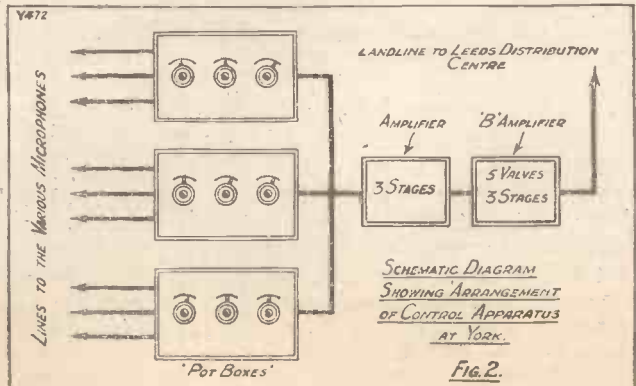 Y472
LINES TO THE VARIOUS MICROPHONES
LANDLINE TO LEEDS DISTRIBUTION
CENTRE
AMPLIFIER
'B' AMPLIFIER
3 STAGES
5 VALVES
3 STAGES
'POT BOXES'
SCHEMATIC DIAGRAM
SHOWING ARRANGEMENT
OF CONTROL APPARATUS
AT YORK.
FIG. 2.